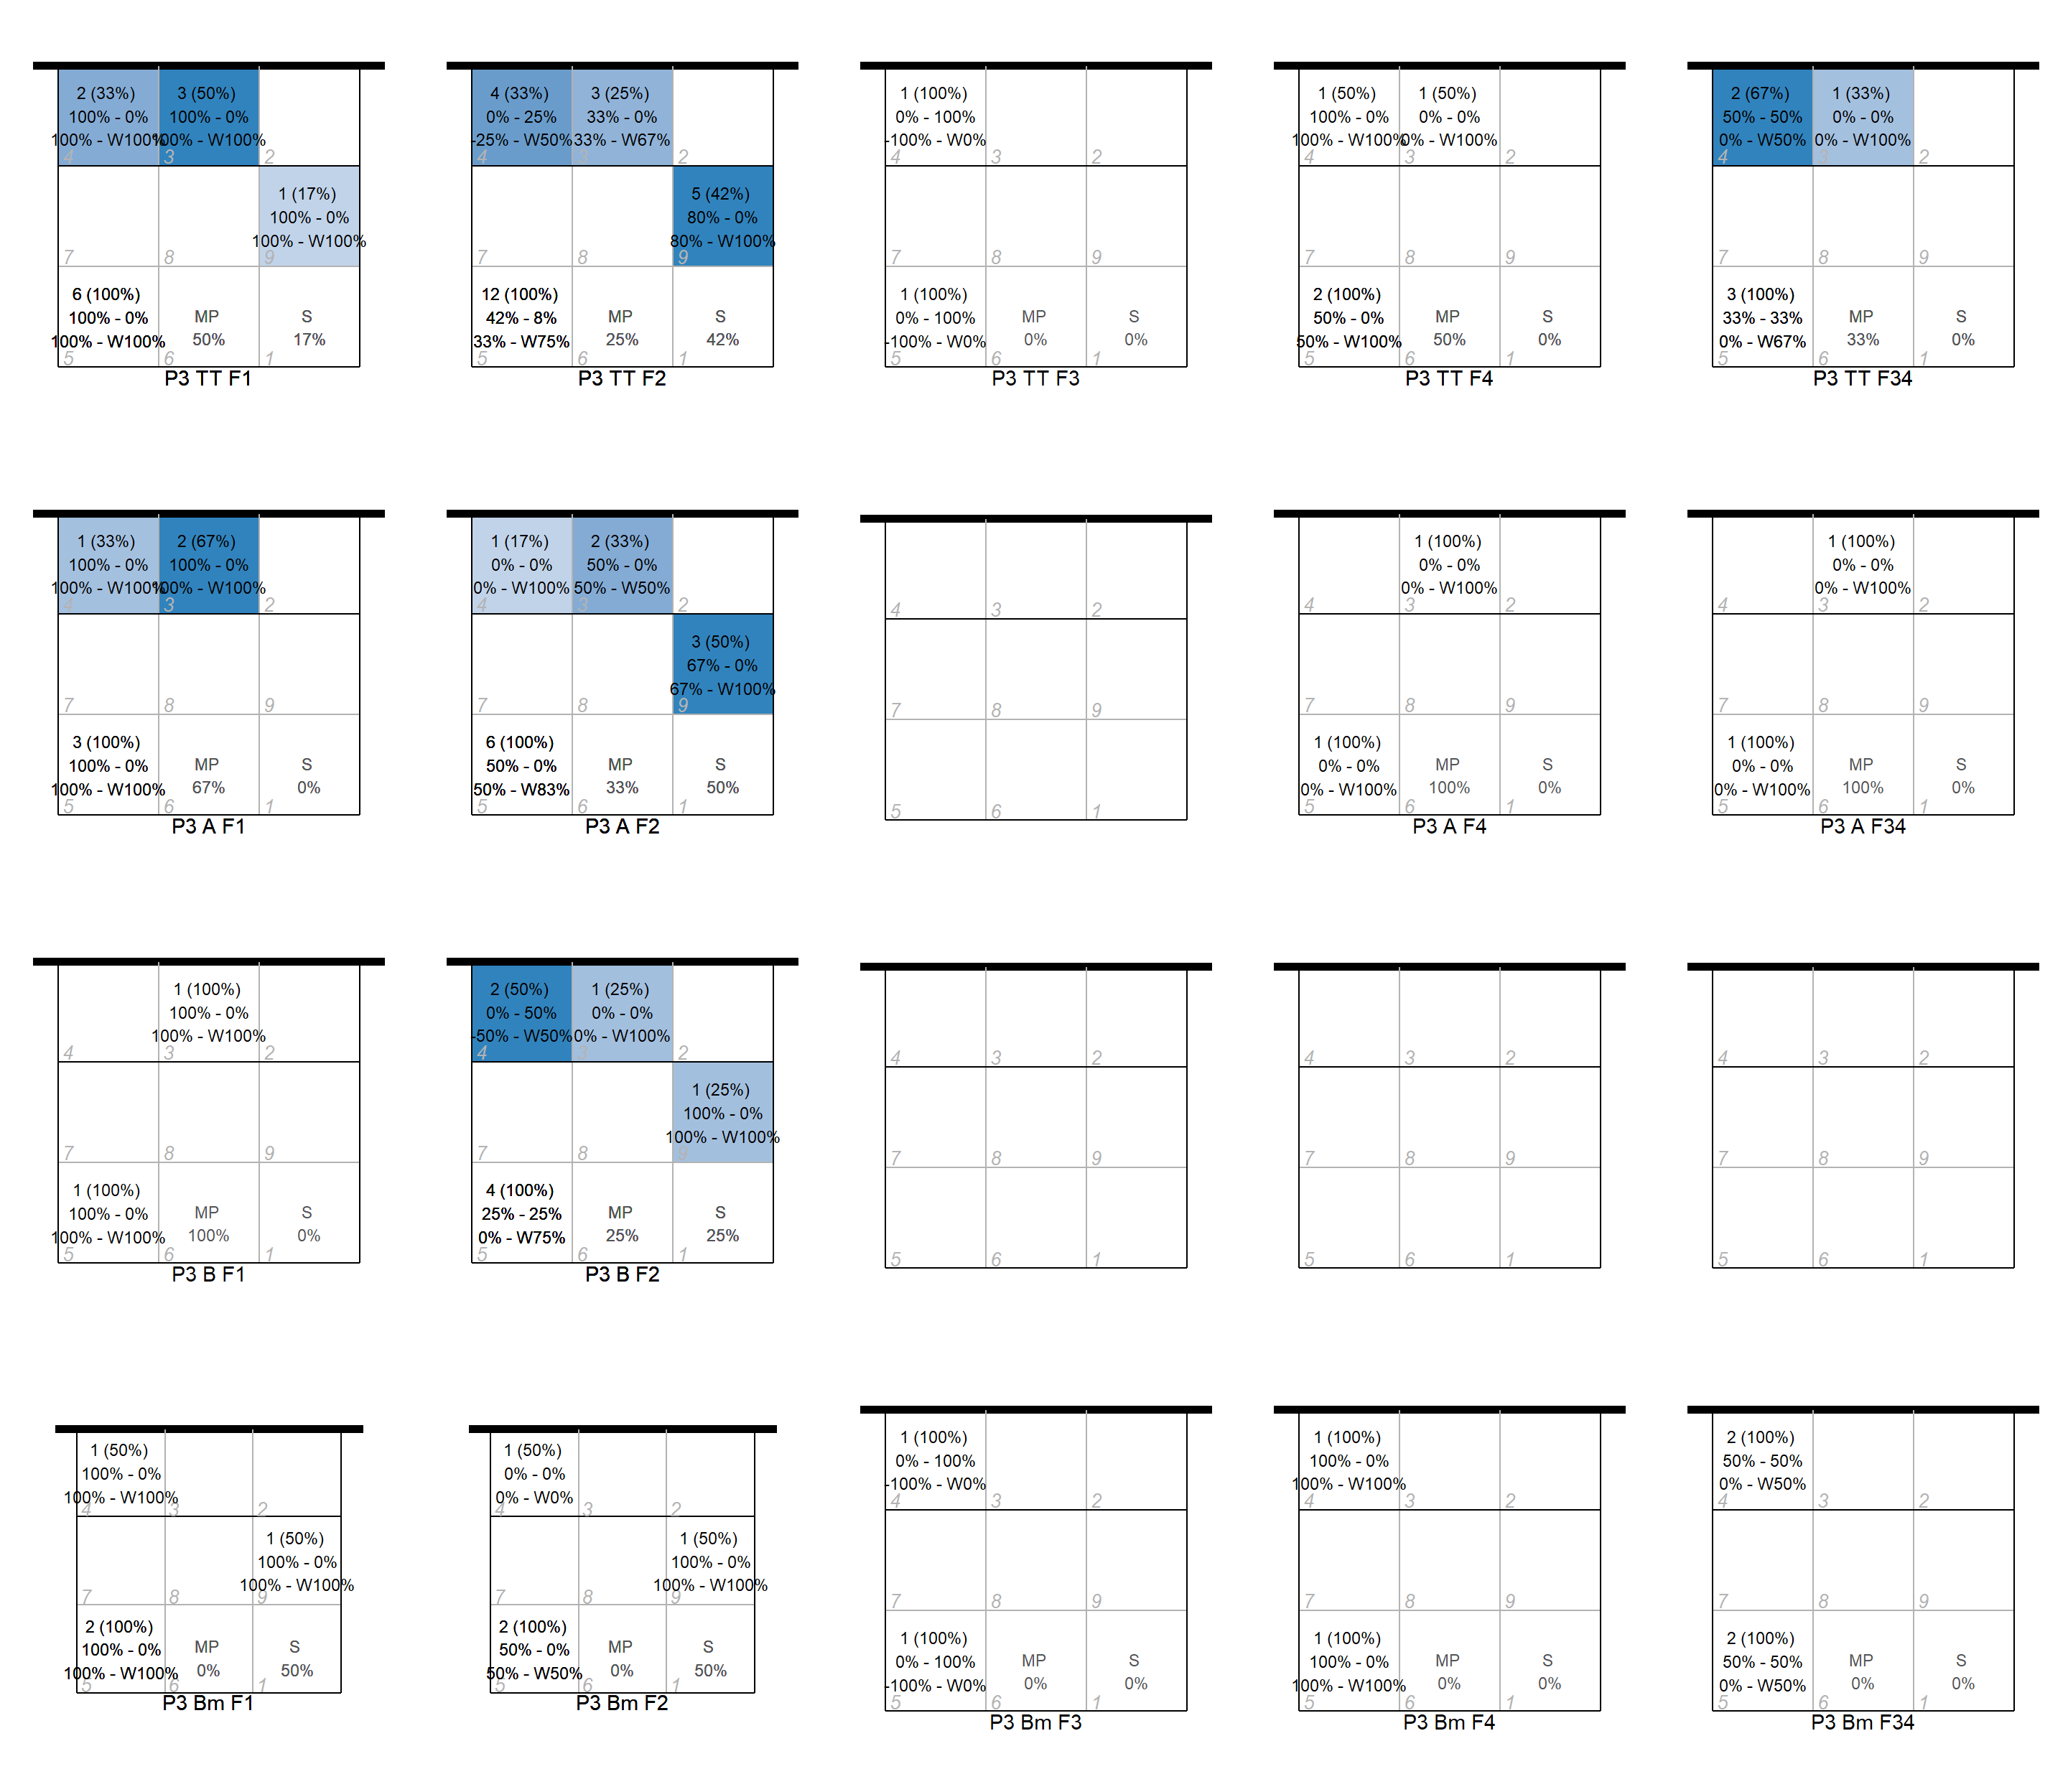 2 (33%)
100% - 0%
100% - W100%
4
3 (50%)
100% - 0%
100% - W100%
3
2
7
8
1 (17%)
100% - 0%
100% - W100%
9
6 (100%)
100% - 0%
100% - W100%
5
MP
50%
6
S
17%
1
P3 TT F1
4 (33%)
0% - 25%
-25% - W50%
4
3 (25%)
33% - 0%
33% - W67%
3
2
7
8
5 (42%)
80% - 0%
80% - W100%
9
12 (100%)
42% - 8%
33% - W75%
5
MP
25%
6
S
42%
1
P3 TT F2
1 (100%)
0% - 100%
-100% - W0%
4
3
2
7
8
9
1 (100%)
0% - 100%
-100% - W0%
5
MP
0%
6
S
0%
1
P3 TT F3
1 (50%)
100% - 0%
100% - W100%
4
1 (50%)
0% - 0%
0% - W100%
3
2
7
8
9
2 (100%)
50% - 0%
50% - W100%
5
MP
50%
6
S
0%
1
P3 TT F4
2 (67%)
50% - 50%
0% - W50%
4
1 (33%)
0% - 0%
0% - W100%
3
2
7
8
9
3 (100%)
33% - 33%
0% - W67%
5
MP
33%
6
S
0%
1
P3 TT F34
1 (33%)
100% - 0%
100% - W100%
4
2 (67%)
100% - 0%
100% - W100%
3
2
7
8
9
3 (100%)
100% - 0%
100% - W100%
5
MP
67%
6
S
0%
1
P3 A F1
1 (17%)
0% - 0%
0% - W100%
4
2 (33%)
50% - 0%
50% - W50%
3
2
7
8
3 (50%)
67% - 0%
67% - W100%
9
6 (100%)
50% - 0%
50% - W83%
5
MP
33%
6
S
50%
1
P3 A F2
4
3
2
7
8
9
5
6
1
4
1 (100%)
0% - 0%
0% - W100%
3
2
7
8
9
1 (100%)
0% - 0%
0% - W100%
5
MP
100%
6
S
0%
1
P3 A F4
4
1 (100%)
0% - 0%
0% - W100%
3
2
7
8
9
1 (100%)
0% - 0%
0% - W100%
5
MP
100%
6
S
0%
1
P3 A F34
4
1 (100%)
100% - 0%
100% - W100%
3
2
7
8
9
1 (100%)
100% - 0%
100% - W100%
5
MP
100%
6
S
0%
1
P3 B F1
2 (50%)
0% - 50%
-50% - W50%
4
1 (25%)
0% - 0%
0% - W100%
3
2
7
8
1 (25%)
100% - 0%
100% - W100%
9
4 (100%)
25% - 25%
0% - W75%
5
MP
25%
6
S
25%
1
P3 B F2
4
3
2
7
8
9
5
6
1
4
3
2
7
8
9
5
6
1
4
3
2
7
8
9
5
6
1
1 (50%)
100% - 0%
100% - W100%
4
3
2
7
8
1 (50%)
100% - 0%
100% - W100%
9
2 (100%)
100% - 0%
100% - W100%
5
MP
0%
6
S
50%
1
P3 Bm F1
1 (50%)
0% - 0%
0% - W0%
4
3
2
7
8
1 (50%)
100% - 0%
100% - W100%
9
2 (100%)
50% - 0%
50% - W50%
5
MP
0%
6
S
50%
1
P3 Bm F2
1 (100%)
0% - 100%
-100% - W0%
4
3
2
7
8
9
1 (100%)
0% - 100%
-100% - W0%
5
MP
0%
6
S
0%
1
P3 Bm F3
1 (100%)
100% - 0%
100% - W100%
4
3
2
7
8
9
1 (100%)
100% - 0%
100% - W100%
5
MP
0%
6
S
0%
1
P3 Bm F4
2 (100%)
50% - 50%
0% - W50%
4
3
2
7
8
9
2 (100%)
50% - 50%
0% - W50%
5
MP
0%
6
S
0%
1
P3 Bm F34